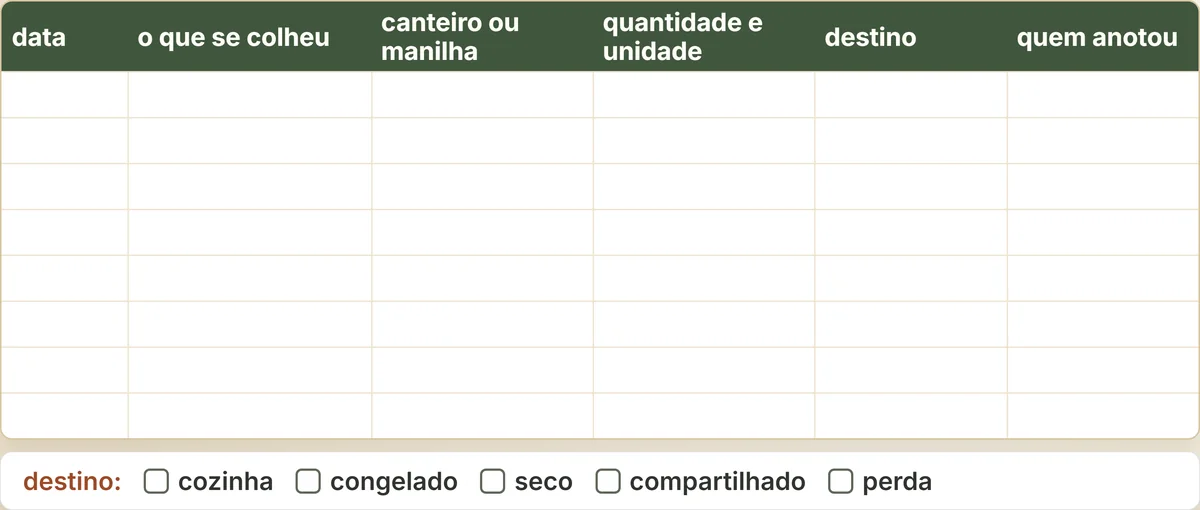 data
o que se colheu
canteiro ou
manilha
quantidade e
unidade
destino
quem anotou
destino: cozinha congelado seco compartilhado perda